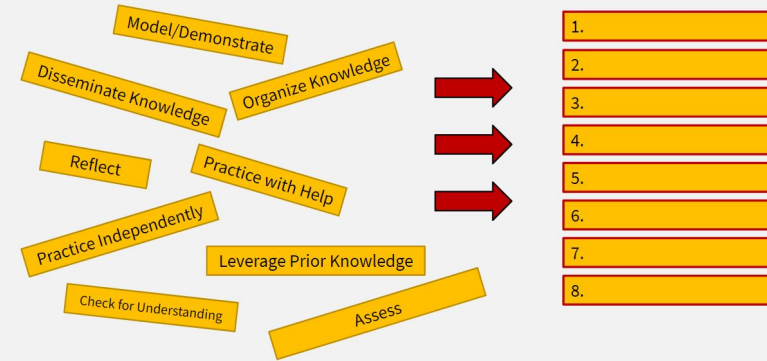 Model/Demonstrate
Disseminate Knowledge
Organize Knowledge
Reflect
Practice with Help
Practice Independently
Leverage Prior Knowledge
Check for Understanding
Assess
1.
2.
3.
4.
5.
6.
7.
8.